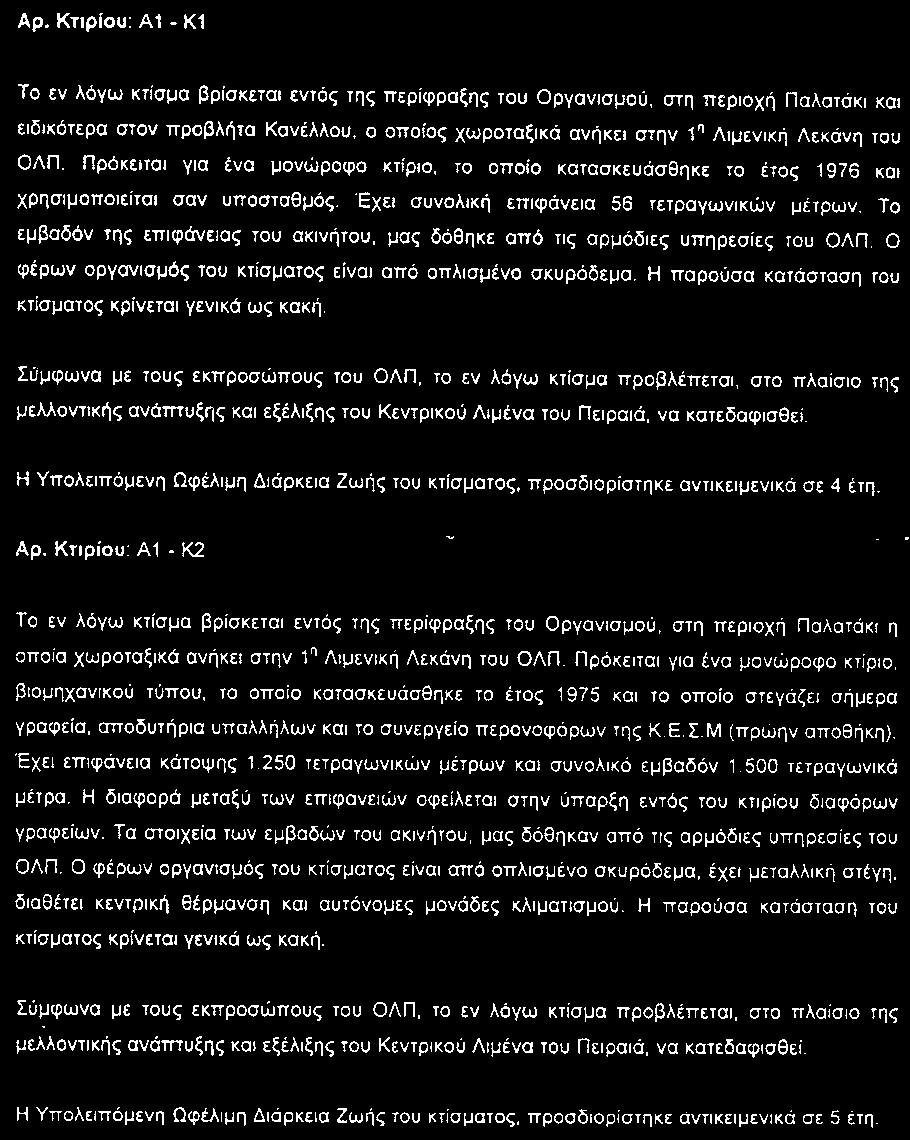 Αρ. Κτιρίου: Α1 - Κ1
Το εν λόγω κτίσμα βρίσκεται εντός της περίφραξης του Οργανισμού, στη περιοχή Παλατάκι και
ειδικότερα στον προβλήτα Κανέλλου, ο οποίος χωροταξικά ανήκει στην 1η Λιμενική Λεκάνη του
ΟΛΠ. Πρόκειται για ένα μονώροφο κτίριο, το οποίο κατασκευάσθηκε το έτος 1976 και
χρησιμοποιείται σαν υποσταθμός. Έχει συνολική επιφάνεια 56 τετραγωνικών μέτρων. Το
εμβαδόν της επιφάνειας του ακινήτου, μας δόθηκε από τις αρμόδιες υπηρεσίες του ΟΛΠ. Ο
φέρων οργανισμός του κτίσματος είναι από οπλισμένο σκυρόδεμα. Η παρούσα κατάσταση του
κτίσματος κρίνεται γενικά ως κακή.
Σύμφωνα με τους εκπροσώπους του ΟΛΠ, το εν λόγω κτίσμα προβλέπεται, στο πλαίσιο της
μελλοντικής ανάπτυξης και εξέλιξης του Κεντρικού Λιμένα του Πειραιά, να κατεδαφισθεί.
Η Υπολειπόμενη Ωφέλιμη Διάρκεια Ζωής του κτίσματος, προσδιορίστηκε αντικειμενικά σε 4 έτη.
Αρ. Κτιρίου: Α1 - Κ2
Το εν λόγω κτίσμα βρίσκεται εντός της περίφραξης του Οργανισμού, στη περιοχή Παλατάκι η
οποία χωροταξικά ανήκει στην 1η Λιμενική Λεκάνη του ΟΛΠ. Πρόκειται για ένα μονώροφο κτίριο,
βιομηχανικού τύπου, το οποίο κατασκευάσθηκε το έτος 1975 και το οποίο στεγάζει σήμερα
γραφεία, αποδυτήρια υπαλλήλων και το συνεργείο περονοφόρων της Κ.Ε.Σ.Μ (πρώην αποθήκη).
Έχει επιφάνεια κάτοψης 1.250 τετραγωνικών μέτρων και συνολικό εμβαδόν 1.500 τετραγωνικά
μέτρα. Η διαφορά μεταξύ των επιφανειών οφείλεται στην ύπαρξη εντός του κτιρίου διαφόρων
γραφείων. Τα στοιχεία των εμβαδών του ακινήτου, μας δόθηκαν από τις αρμόδιες υπηρεσίες του
ΟΛΠ. Ο φέρων οργανισμός του κτίσματος είναι από οπλισμένο σκυρόδεμα, έχει μεταλλική στέγη,
διαθέτει κεντρική θέρμανση και αυτόνομες μονάδες κλιματισμού. Η παρούσα κατάσταση του
κτίσματος κρίνεται γενικά ως κακή.
Σύμφωνα με τους εκπροσώπους του ΟΛΠ, το εν λόγω κτίσμα προβλέπεται, στο πλαίσιο της
μελλοντικής ανάπτυξης και εξέλιξης του Κεντρικού Λιμένα του Πειραιά, να κατεδαφισθεί.
Η Υπολειπόμενη Ωφέλιμη Διάρκεια Ζωής του κτίσματος, προσδιορίστηκε αντικειμενικά σε 5 έτη.